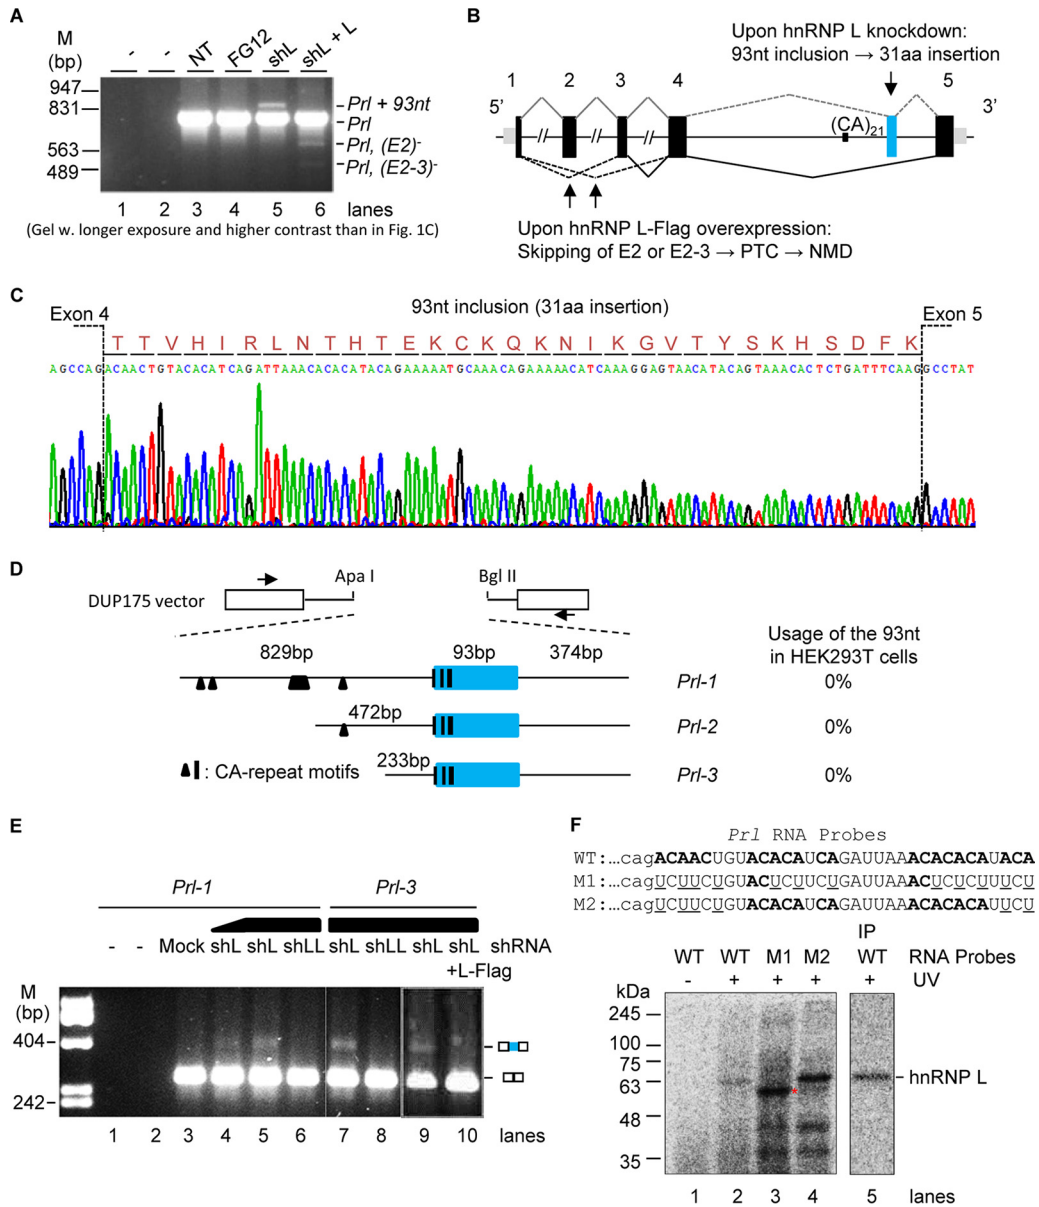 A
M
(bp)
- - NT FG12 shL shL + L
947
831
563
489
Prl + 93nt
Prl
Prl, (E2)-
Prl, (E2-3)-
1 2 3 4 5 6 lanes
(Gel w. longer exposure and higher contrast than in Fig. 1C)
B
Upon hnRNP L knockdown:
93nt inclusion → 31aa insertion
1 2 3 4 5
5’ 3’
// // //
(CA)21
Upon hnRNP L-Flag overexpression:
Skipping of E2 or E2-3 → PTC → NMD
C
93nt inclusion (31aa insertion)
Exon 4 Exon 5
T T V H I R L N T H T E K C K Q K N I K G V T Y S K H S D F K
AGCCAGACAACTGTACACATCAGATTAAACACACATACAGAAAAATGCAAACAGAAAAACATCAAAGGAGTAACATACAGTAAACACTCTGATTTCAAGGCCTAT
D
DUP175 vector
Apa I Bgl II
Usage of the 93nt
in HEK293T cells
829bp 93bp 374bp
Prl-1 0%
472bp
Prl-2 0%
233bp
Prl-3 0%
: CA-repeat motifs
E
Prl-1 Prl-3
- - Mock shL shL shLL shL shLL shL shL shRNA
+L-Flag
M
(bp)
404
242
1 2 3 4 5 6 7 8 9 10 lanes
F
Prl RNA Probes
WT:…cagACAACUGUACACAUCAGAUUAAACACACAUACA
M1:…cagUCUUCUGUACUCUUCUGAUUAAACUCUCUUUCU
M2:…cagUCUUCUGUACACAUCAGAUUAAACACACAUUCU
IP
WT WT M1 M2 WT RNA Probes
- + + + + UV
kDa
245
100
75
63
48
35
*
hnRNP L
1 2 3 4 5 lanes